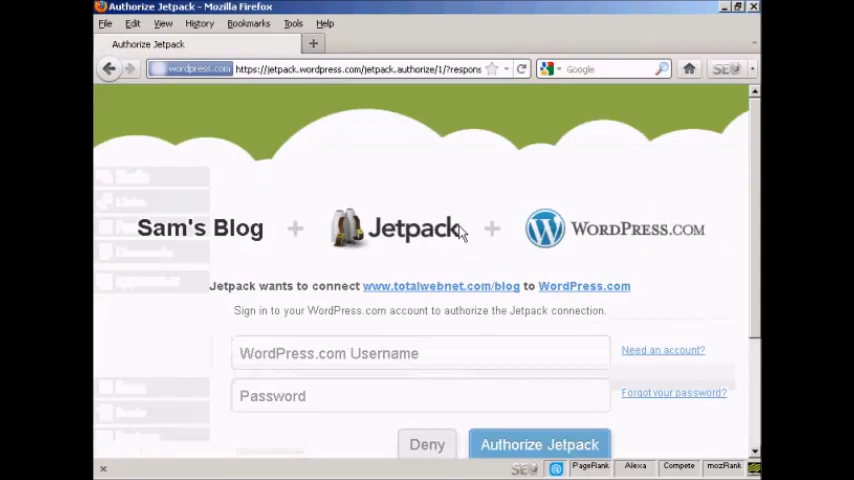 Authorize Jetpack - Mozilla Firefox
File Edit View History Bookmarks Tools Help
Authorize Jetpack
wordpress.com https://jetpack.wordpress.com/jetpack.authorize/1/?respons Google SEO
Sam's Blog + Jetpack + WORDPRESS.COM
Jetpack wants to connect www.totalwebnet.com/blog to WordPress.com
Sign in to your WordPress.com account to authorize the Jetpack connection.
WordPress.com Username Need an account?
Password Forgot your password?
Deny Authorize Jetpack
SEO PageRank Alexa Compete mozRank